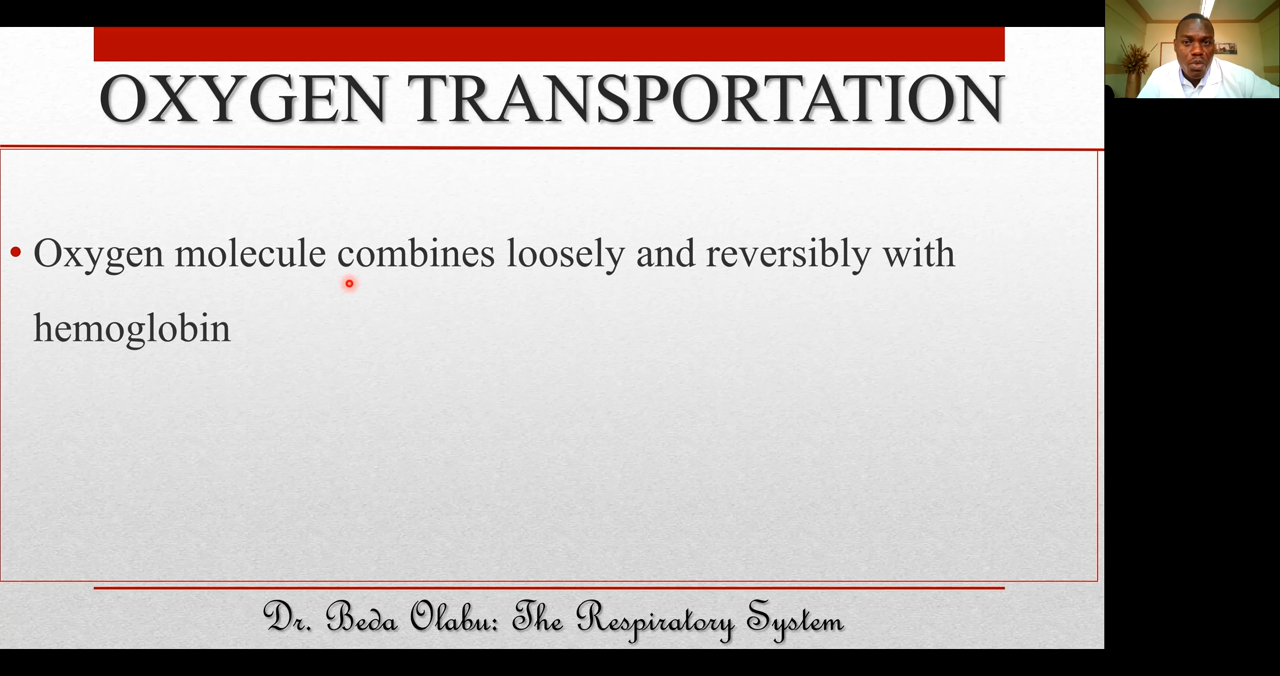 OXYGEN TRANSPORTATION
• Oxygen molecule combines loosely and reversibly with
hemoglobin
Dr. Beda Olabu: The Respiratory System